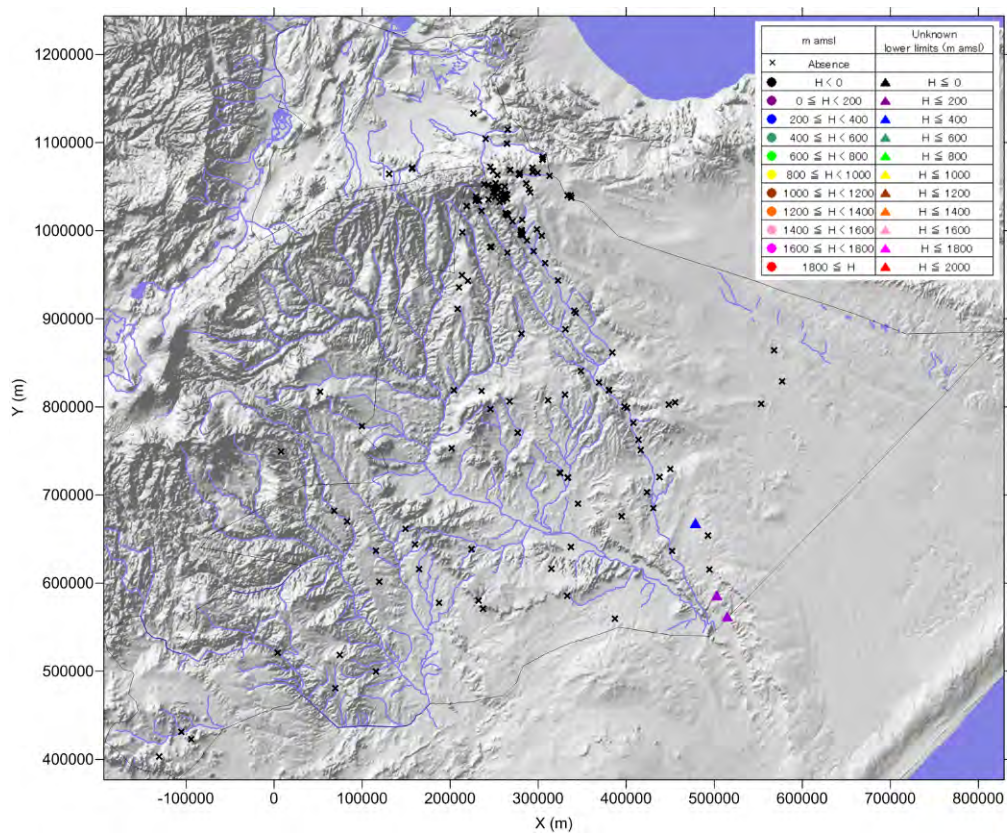 m amsl Unknown lower limits (m amsl)
× Absence
H < 0 H ≦ 0
0 ≦ H < 200 H ≦ 200
200 ≦ H < 400 H ≦ 400
400 ≦ H < 600 H ≦ 600
600 ≦ H < 800 H ≦ 800
800 ≦ H < 1000 H ≦ 1000
1000 ≦ H < 1200 H ≦ 1200
1200 ≦ H < 1400 H ≦ 1400
1400 ≦ H < 1600 H ≦ 1600
1600 ≦ H < 1800 H ≦ 1800
1800 ≦ H H ≦ 2000
Y (m)
1200000
1100000
1000000
900000
800000
700000
600000
500000
400000
-100000 0 100000 200000 300000 400000 500000 600000 700000 800000
X (m)